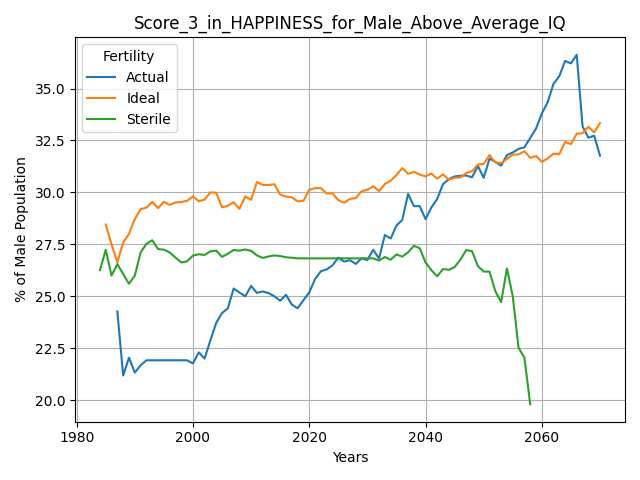 Score_3_in_HAPPINESS_for_Male_Above_Average_IQ
Fertility
Actual
Ideal
Sterile
% of Male Population
35.0
32.5
30.0
27.5
25.0
22.5
20.0
1980
2000
2020
2040
2060
Years